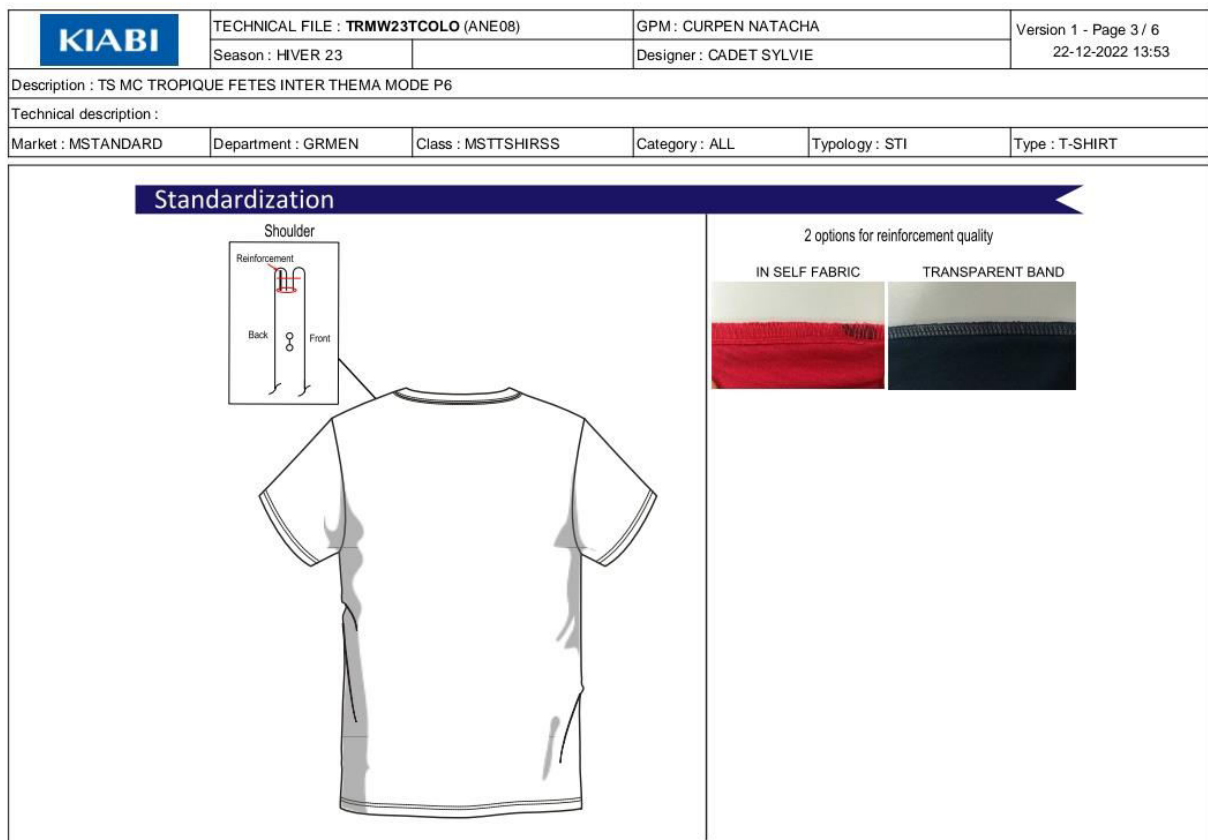 KIABI
TECHNICAL FILE : TRMW23TCOLO (ANE08)
GPM : CURPEN NATACHA
Version 1 - Page 3 / 6
22-12-2022 13:53
Season : HIVER 23
Designer : CADET SYLVIE
Description : TS MC TROPIQUE FETES INTER THEMA MODE P6
Technical description :
Market : MSTANDARD
Department : GRMEN
Class : MSTTSHIRSS
Category : ALL
Typology : STI
Type : T-SHIRT
Standardization
Shoulder
Reinforcement
Back
Front
2 options for reinforcement quality
IN SELF FABRIC
TRANSPARENT BAND